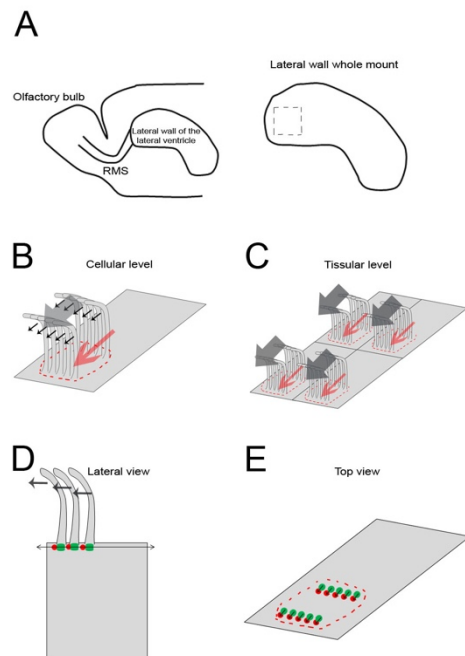 A
Lateral wall whole mount
Olfactory bulb
Lateral wall of the
lateral ventricle
RMS
B
Cellular level
C
Tissular level
D
Lateral view
E
Top view